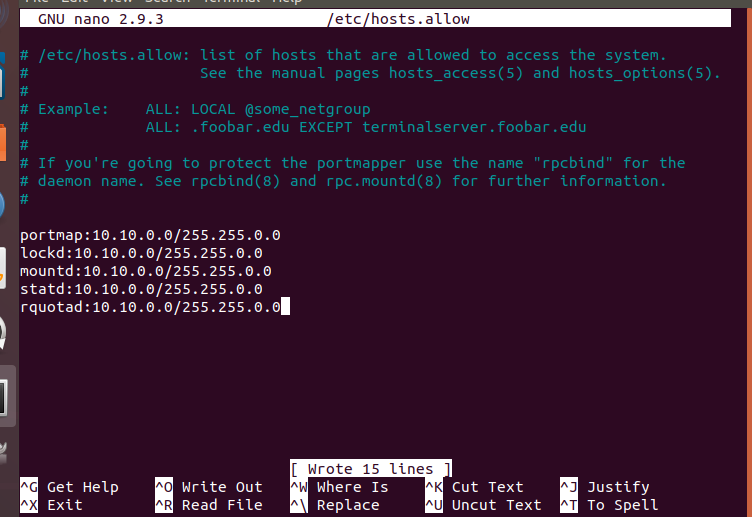 File Edit View Search Terminal Help
GNU nano 2.9.3 /etc/hosts.allow
# /etc/hosts.allow: list of hosts that are allowed to access the system.
# See the manual pages hosts_access(5) and hosts_options(5).
#
# Example: ALL: LOCAL @some_netgroup
# ALL: .foobar.edu EXCEPT terminalserver.foobar.edu
#
# If you're going to protect the portmapper use the name "rpcbind" for the
# daemon name. See rpcbind(8) and rpc.mountd(8) for further information.
#
portmap:10.10.0.0/255.255.0.0
lockd:10.10.0.0/255.255.0.0
mountd:10.10.0.0/255.255.0.0
statd:10.10.0.0/255.255.0.0
rquotad:10.10.0.0/255.255.0.0
[ Wrote 15 lines ]
^G Get Help ^O Write Out ^W Where Is ^K Cut Text ^J Justify
^X Exit ^R Read File ^\ Replace ^U Uncut Text ^T To Spell